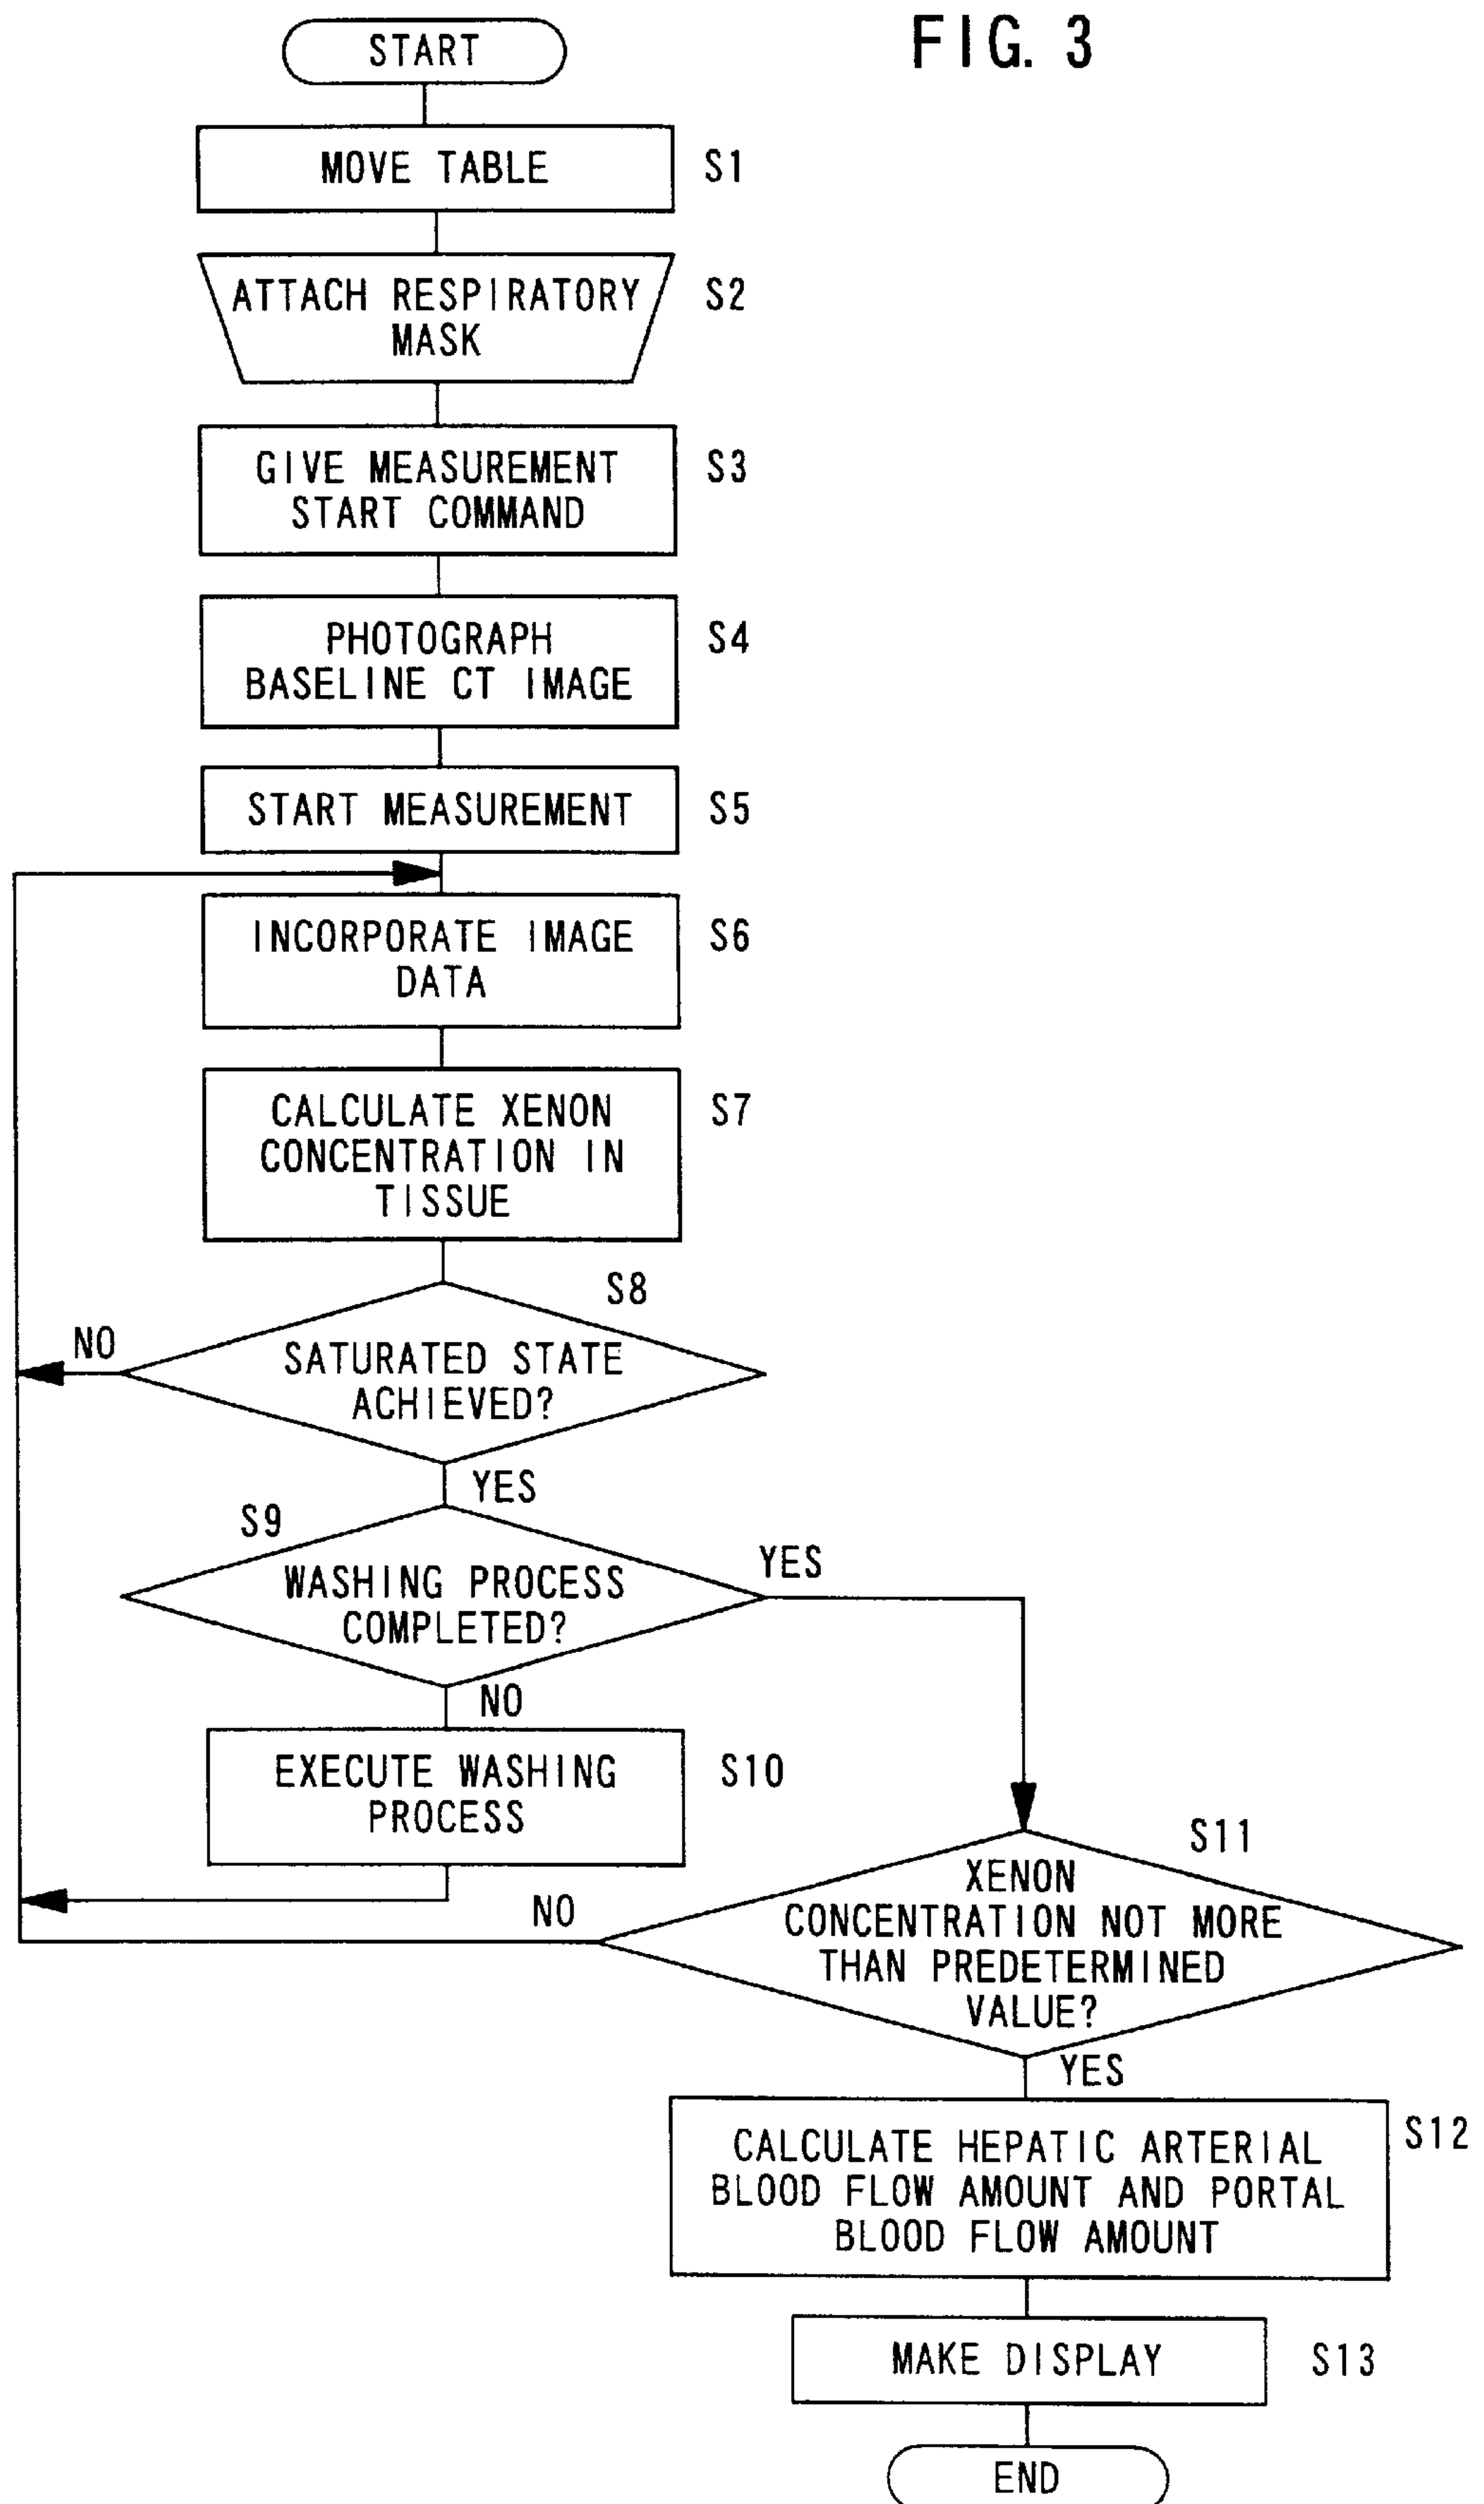 FIG. 3
START
MOVE TABLE
S1
ATTACH RESPIRATORY
MASK
S2
GIVE MEASUREMENT
START COMMAND
S3
PHOTOGRAPH
BASELINE CT IMAGE
S4
START MEASUREMENT
S5
INCORPORATE IMAGE
DATA
S6
CALCULATE XENON
CONCENTRATION IN
TISSUE
S7
S8
SATURATED STATE
ACHIEVED?
NO
YES
S9
WASHING PROCESS
COMPLETED?
YES
NO
EXECUTE WASHING
PROCESS
S10
S11
XENON
CONCENTRATION NOT MORE
THAN PREDETERMINED
VALUE?
NO
YES
CALCULATE HEPATIC ARTERIAL
BLOOD FLOW AMOUNT AND PORTAL
BLOOD FLOW AMOUNT
S12
MAKE DISPLAY
S13
END